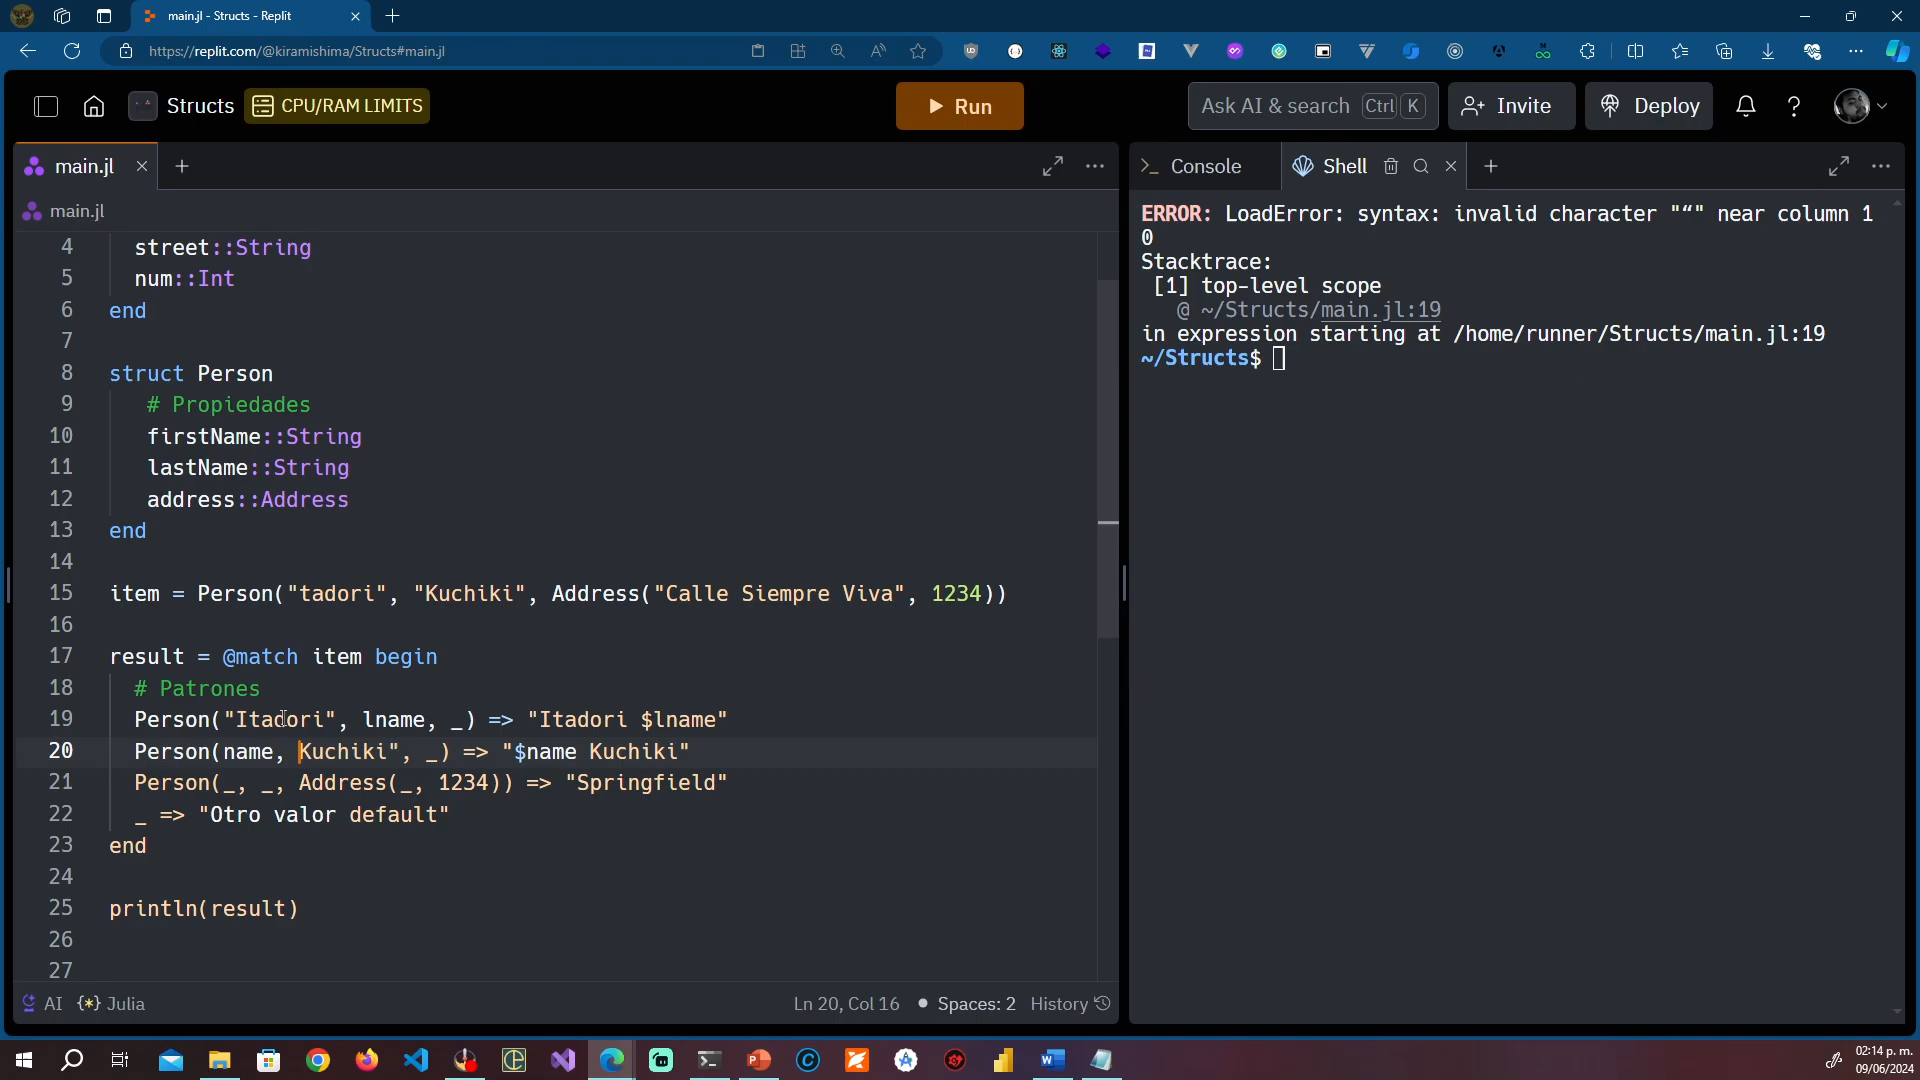 main.jl - Structs - Replit
https://replit.com/@kiramishima/Structs#main.jl
Structs
CPU/RAM LIMITS
Run
Ask AI & search Ctrl K
Invite
Deploy
main.jl
main.jl
4 street::String
5 num::Int
6 end
7
8 struct Person
9 # Propiedades
10 firstName::String
11 lastName::String
12 address::Address
13 end
14
15 item = Person("tadori", "Kuchiki", Address("Calle Siempre Viva", 1234))
16
17 result = @match item begin
18 # Patrones
19 Person("Itadori", lname, _) => "Itadori $lname"
20 Person(name, Kuchiki", _) => "$name Kuchiki"
21 Person(_, _, Address(_, 1234)) => "Springfield"
22 _ => "Otro valor default"
23 end
24
25 println(result)
26
27
AI {*} Julia
Ln 20, Col 16 • Spaces: 2 History
Console
Shell
ERROR: LoadError: syntax: invalid character "“" near column 1
0
Stacktrace:
[1] top-level scope
@ ~/Structs/main.jl:19
in expression starting at /home/runner/Structs/main.jl:19
~/Structs$
02:14 p. m.
09/06/2024